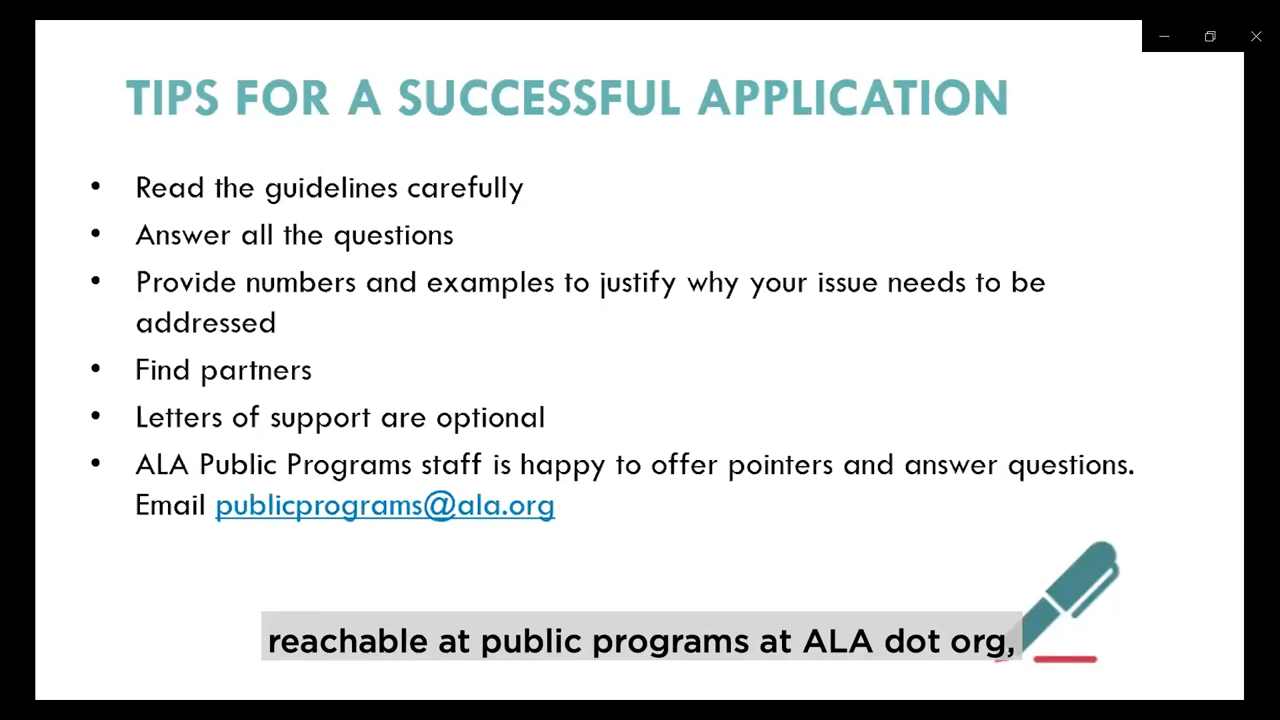 TIPS FOR A SUCCESSFUL APPLICATION
• Read the guidelines carefully
• Answer all the questions
• Provide numbers and examples to justify why your issue needs to be
addressed
• Find partners
• Letters of support are optional
• ALA Public Programs staff is happy to offer pointers and answer questions.
Email publicprograms@ala.org
reachable at public programs at ALA dot org,